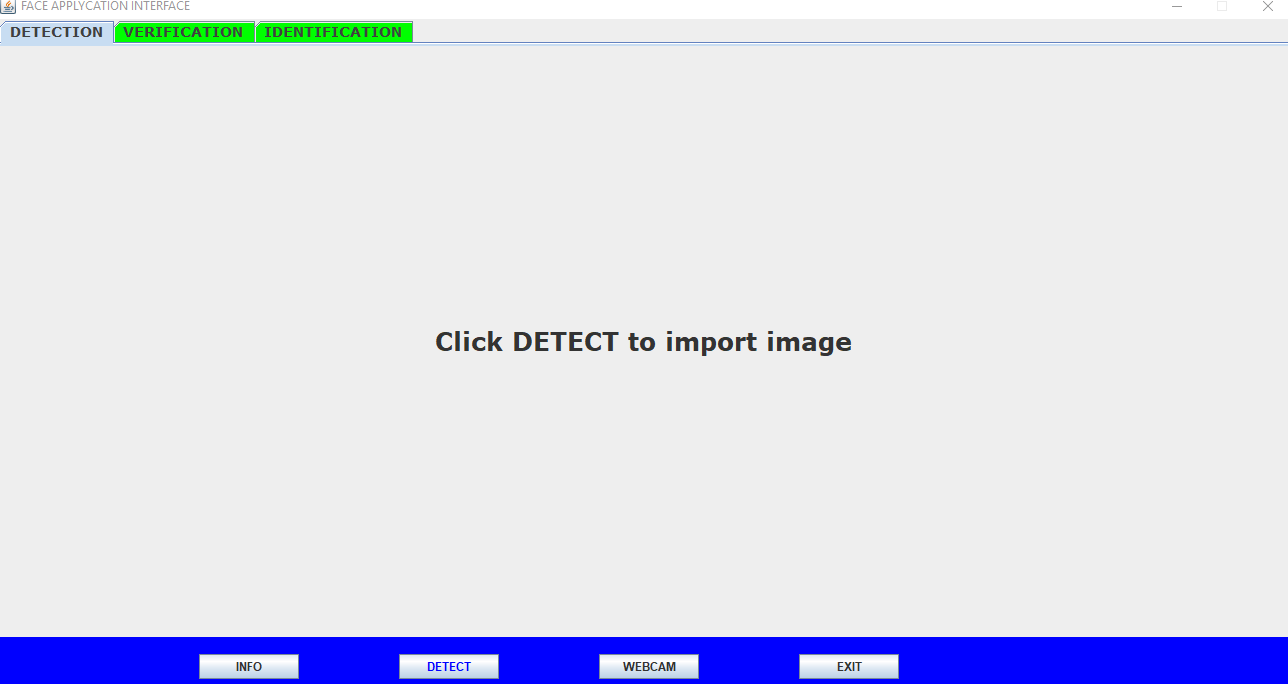 FACE APPLYCATION INTERFACE
DETECTION VERIFICATION IDENTIFICATION
Click DETECT to import image
INFO DETECT WEBCAM EXIT